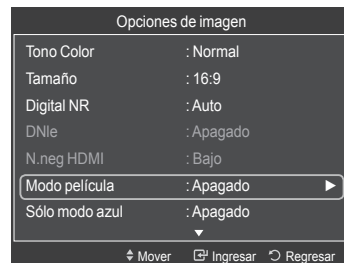 Opciones de imagen
Tono Color : Normal
Tamaño : 16:9
Digital NR : Auto
DNIe : Apagado
N.neg HDMI : Bajo
Modo película : Apagado
Sólo modo azul : Apagado
Mover Ingresar Regresar